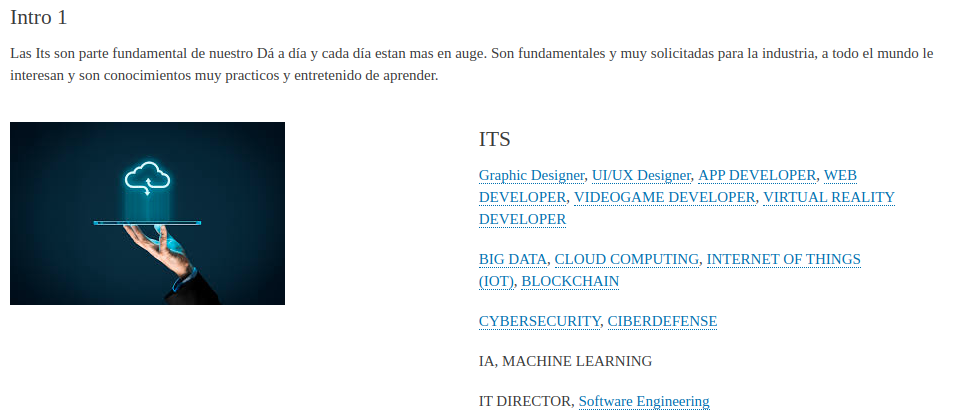 Intro 1
Las Its son parte fundamental de nuestro Dá a día y cada día estan mas en auge. Son fundamentales y muy solicitadas para la industria, a todo el mundo le
interesan y son conocimientos muy practicos y entretenido de aprender.
ITS
Graphic Designer, UI/UX Designer, APP DEVELOPER, WEB
DEVELOPER, VIDEOGAME DEVELOPER, VIRTUAL REALITY
DEVELOPER
BIG DATA, CLOUD COMPUTING, INTERNET OF THINGS
(IOT), BLOCKCHAIN
CYBERSECURITY, CIBERDEFENSE
IA, MACHINE LEARNING
IT DIRECTOR, Software Engineering